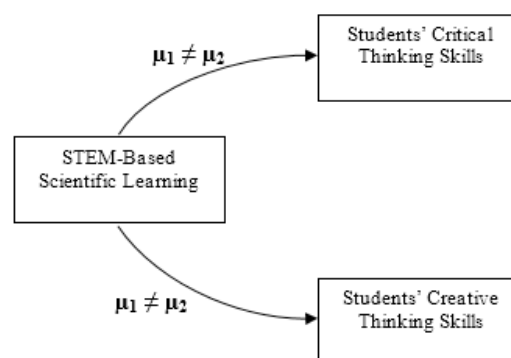 Students’ Critical
Thinking Skills
μ₁ ≠ μ₂
STEM-Based
Scientific Learning
μ₁ ≠ μ₂
Students’ Creative
Thinking Skills